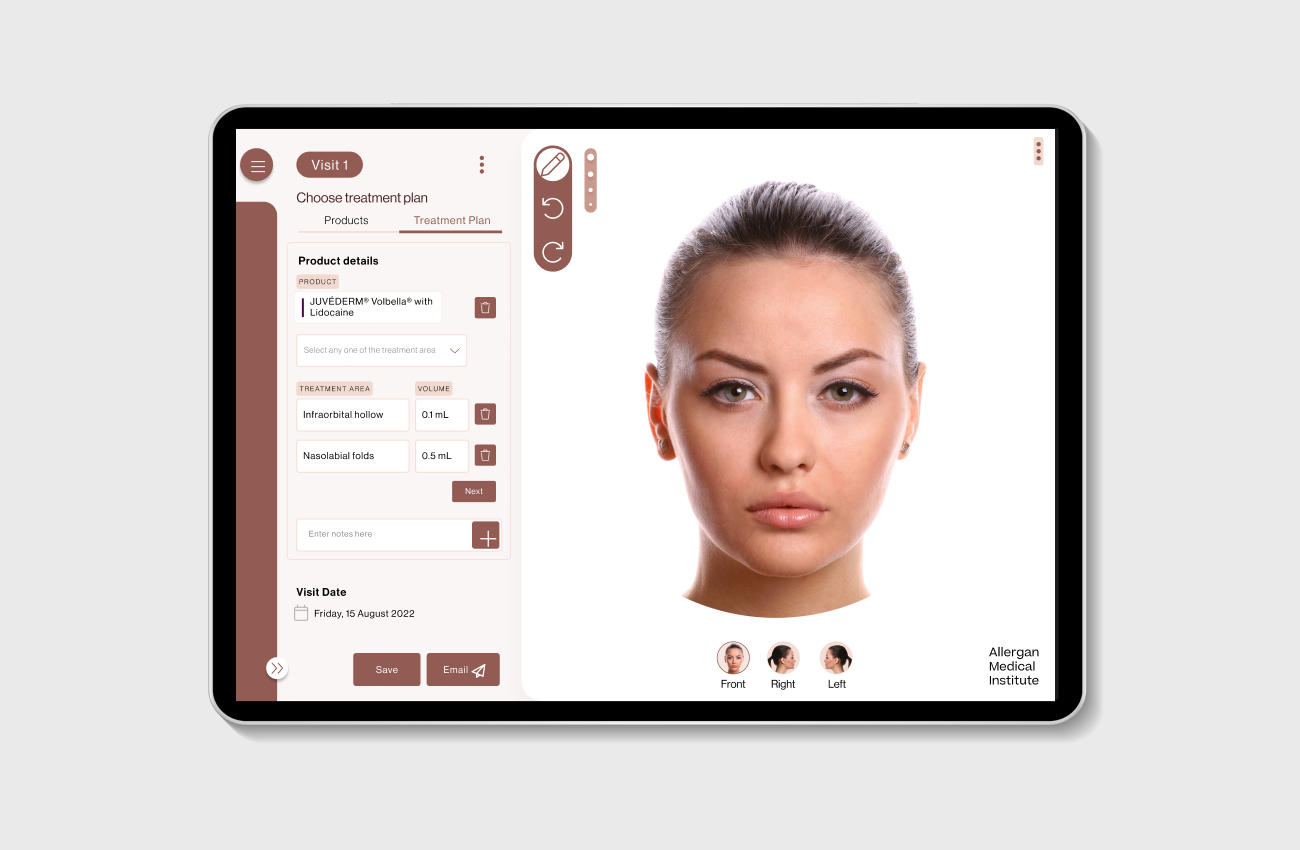 Visit 1
Choose treatment plan
Products
Treatment Plan
Product details
PRODUCT
JUVÉDERM® Volbella® with
Lidocaine
Select any one of the treatment area
TREATMENT AREA
VOLUME
Infraorbital hollow
0.1 mL
Nasolabial folds
0.5 mL
Next
Enter notes here
Visit Date
Friday, 15 August 2022
Save
Email
Front
Right
Left
Allergan
Medical
Institute